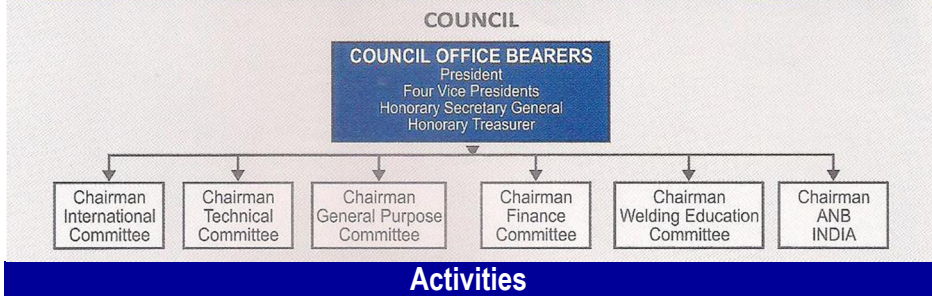 COUNCIL
COUNCIL OFFICE BEARERS
President
Four Vice Presidents
Honorary Secretary General
Honorary Treasurer
Chairman
International
Committee
Chairman
Technical
Committee
Chairman
General Purpose
Committee
Chairman
Finance
Committee
Chairman
Welding Education
Committee
Chairman
ANB
INDIA
Activities